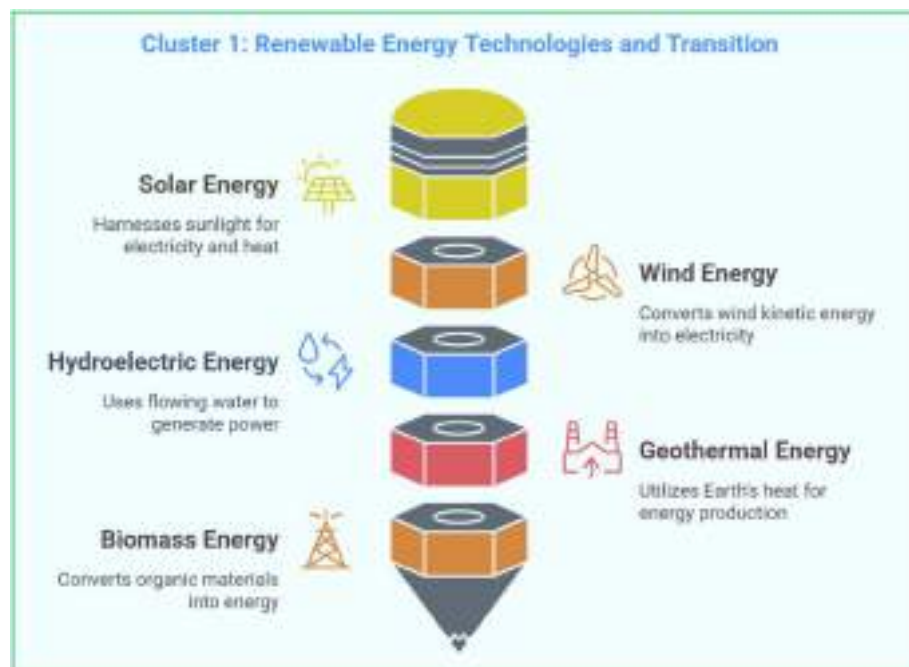 Cluster 1: Renewable Energy Technologies and Transition
Solar Energy
Harnesses sunlight for
electricity and heat
Wind Energy
Converts wind kinetic energy
into electricity
Hydroelectric Energy
Uses flowing water to
generate power
Geothermal Energy
Utilizes Earth's heat for
energy production
Biomass Energy
Converts organic materials
into energy